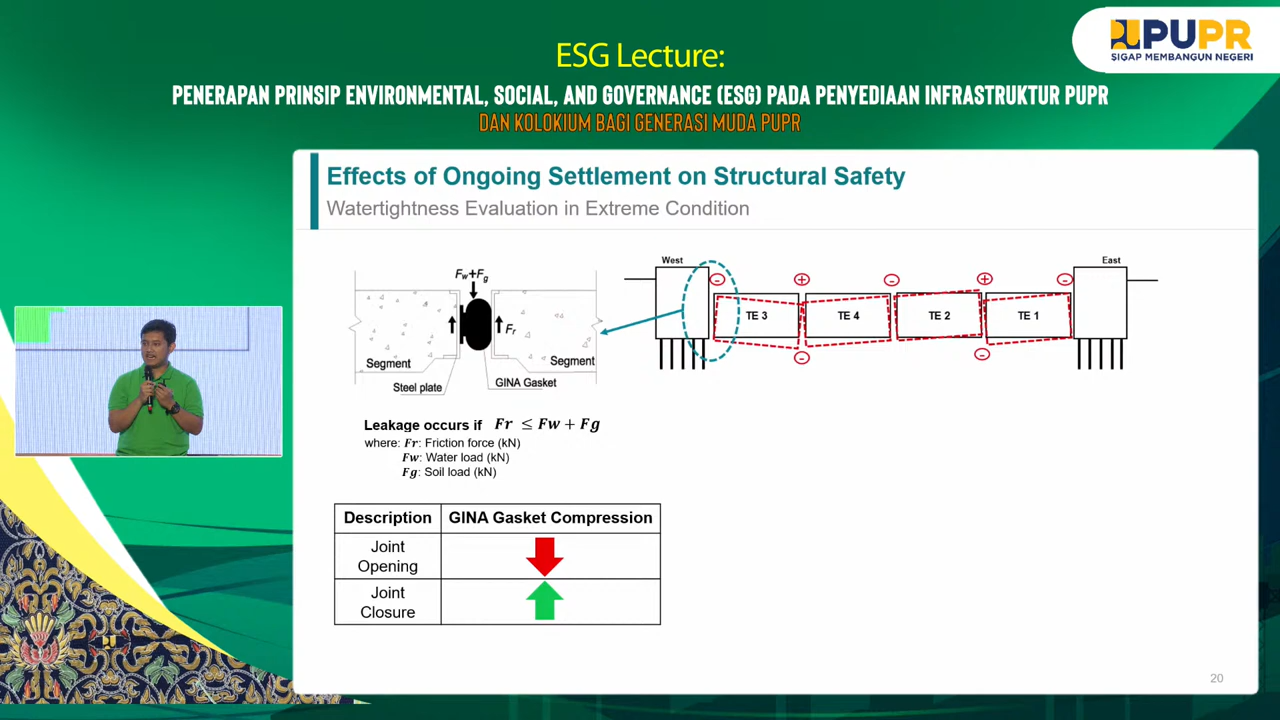 PUPR
SIGAP MEMBANGUN NEGERI
ESG Lecture:
PENERAPAN PRINSIP ENVIRONMENTAL, SOCIAL, AND GOVERNANCE (ESG) PADA PENYEDIAAN INFRASTRUKTUR PUPR
DAN KOLOKIUM BAGI GENERASI MUDA PUPR
Effects of Ongoing Settlement on Structural Safety
Watertightness Evaluation in Extreme Condition
Fw+Fg
Fr
Segment
Segment
Steel plate
GINA Gasket
West
East
- + - + -
TE 3
TE 4
TE 2
TE 1
- -
Leakage occurs if Fr ≤ Fw + Fg
where: Fr: Friction force (kN)
Fw: Water load (kN)
Fg: Soil load (kN)
Description GINA Gasket Compression
Joint
Opening
Joint
Closure
20